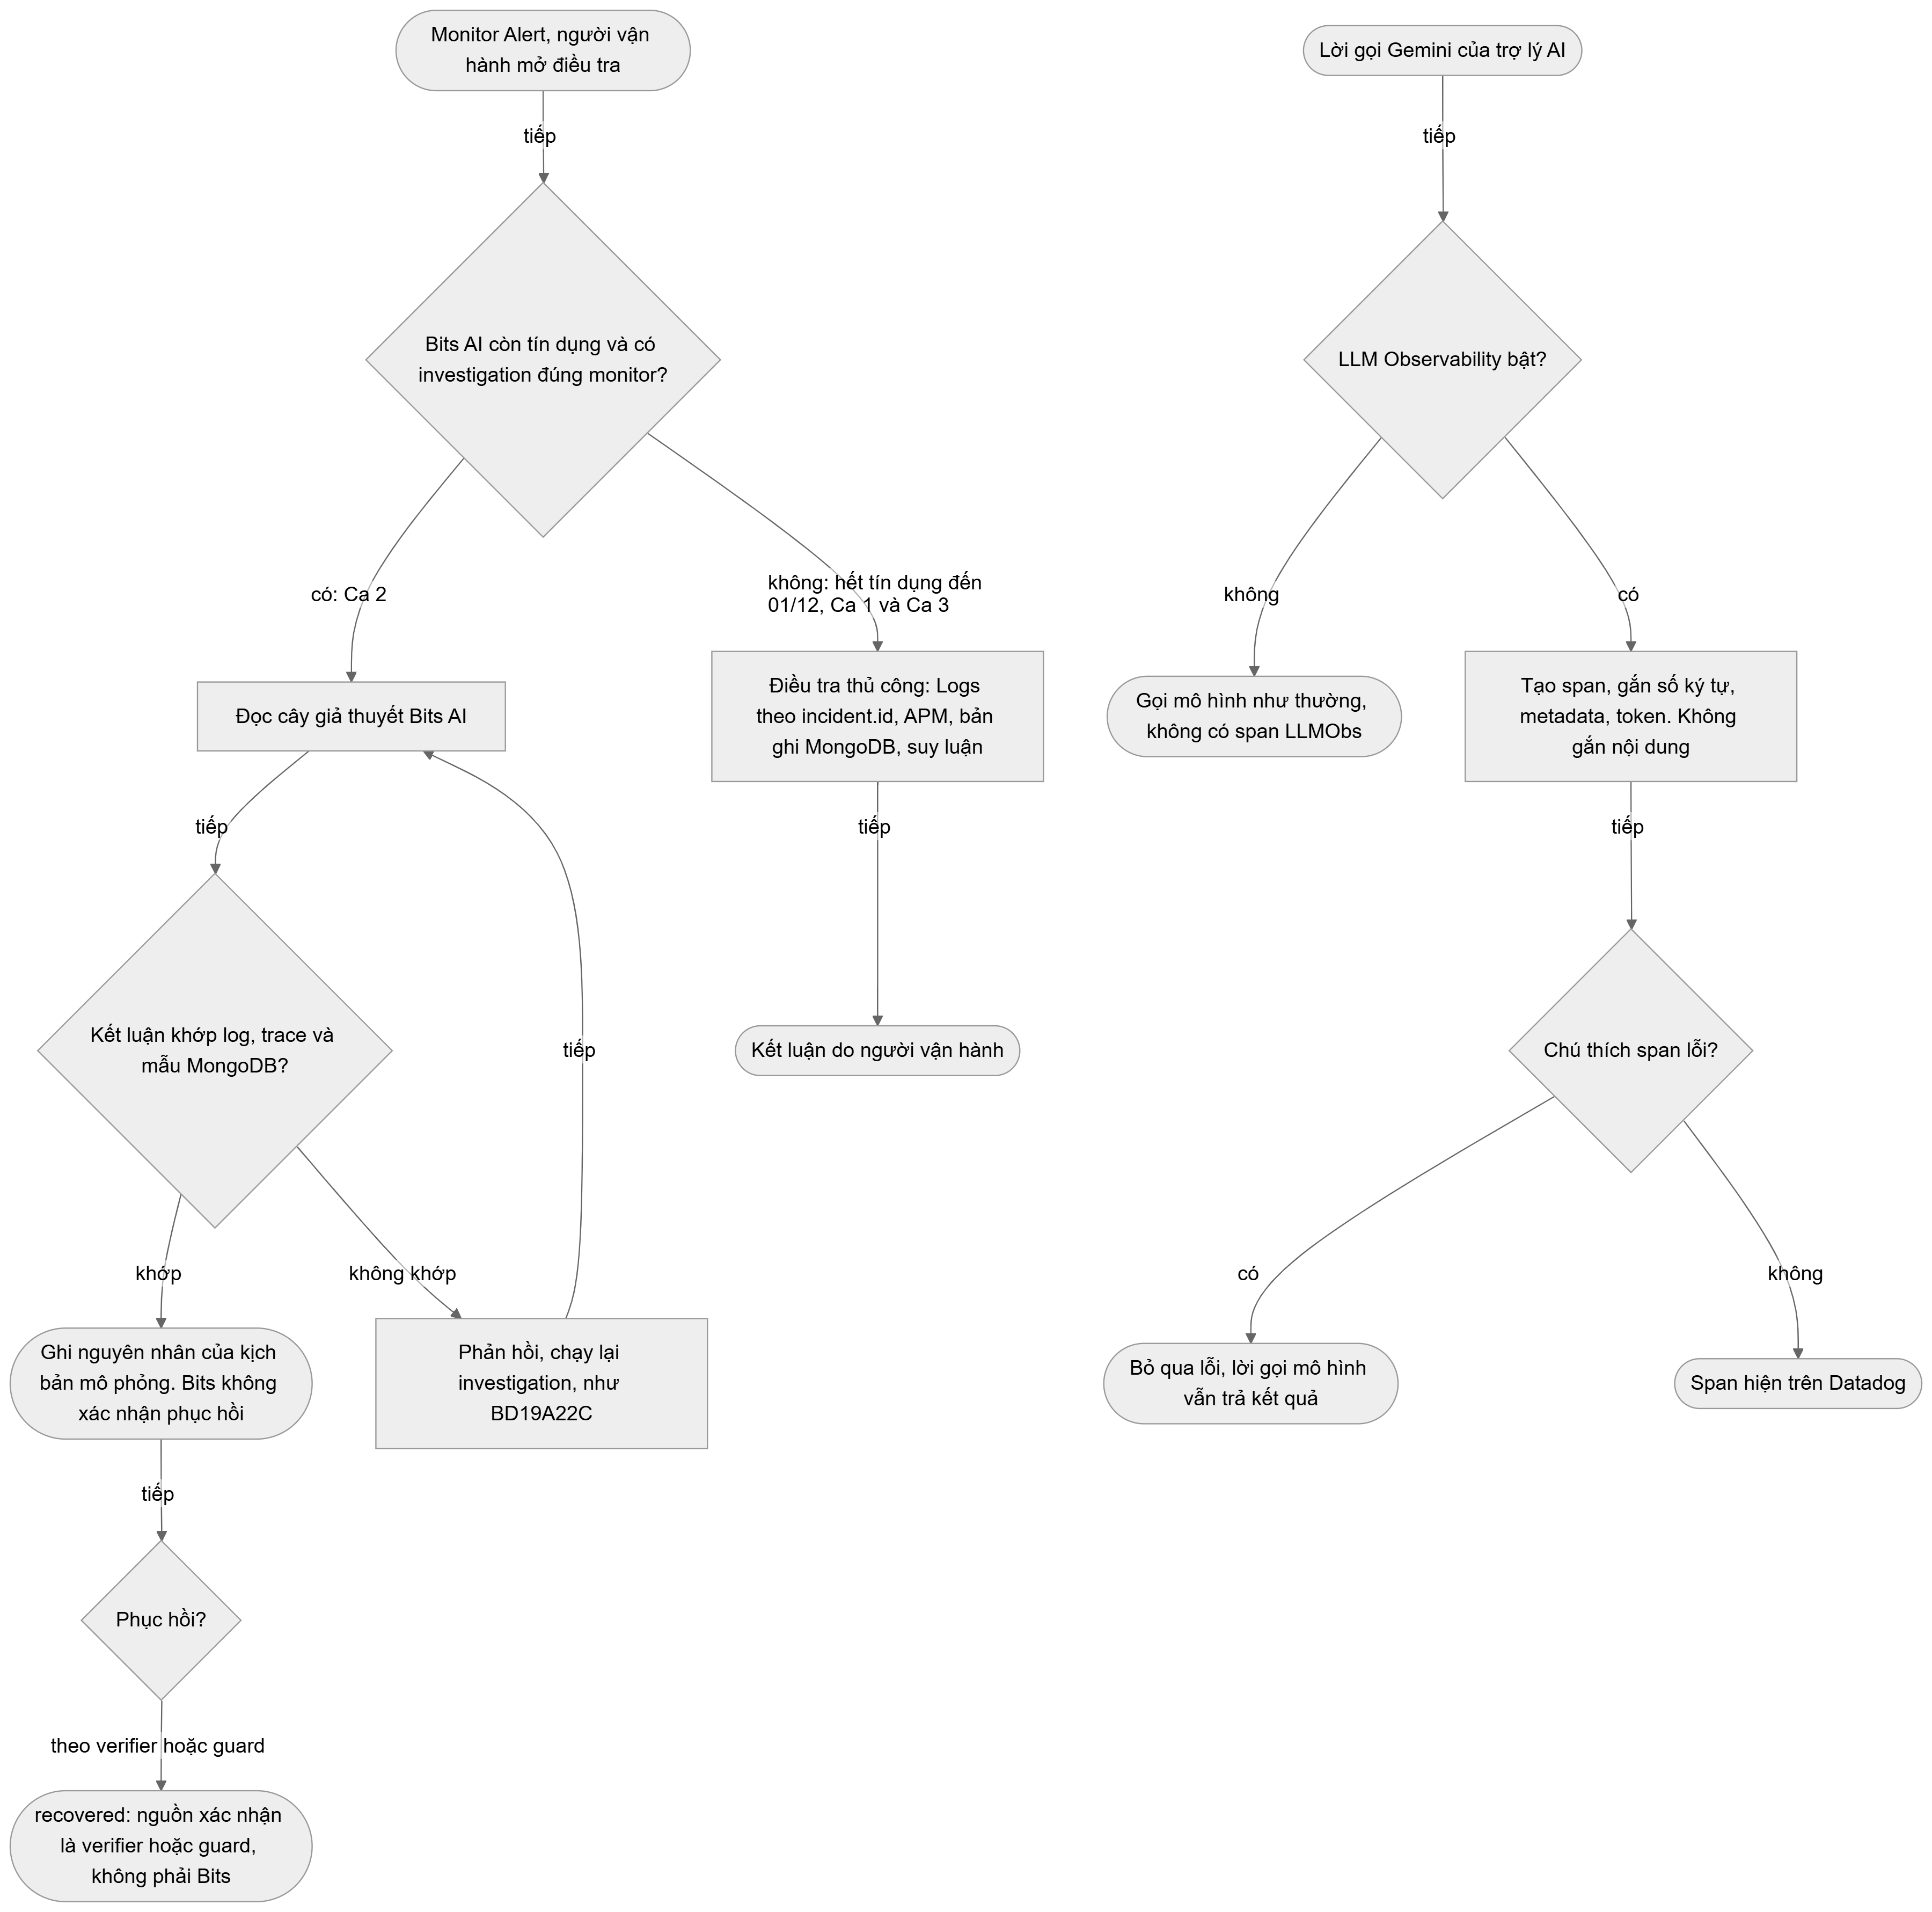 Monitor Alert, người vận
hành mở điều tra
tiếp
Bits AI còn tín dụng và có
investigation đúng monitor?
có: Ca 2
không: hết tín dụng đến
01/12, Ca 1 và Ca 3
Đọc cây giả thuyết Bits AI
Điều tra thủ công: Logs
theo incident.id, APM, bản
ghi MongoDB, suy luận
tiếp
tiếp
Kết luận khớp log, trace và
mẫu MongoDB?
tiếp
Kết luận do người vận hành
khớp
không khớp
Ghi nguyên nhân của kịch
bản mô phỏng. Bits không
xác nhận phục hồi
Phản hồi, chạy lại
investigation, như
BD19A22C
tiếp
Phục hồi?
theo verifier hoặc guard
recovered: nguồn xác nhận
là verifier hoặc guard,
không phải Bits
Lời gọi Gemini của trợ lý AI
tiếp
LLM Observability bật?
không
có
Gọi mô hình như thường,
không có span LLMObs
Tạo span, gắn số ký tự,
metadata, token. Không
gắn nội dung
tiếp
Chú thích span lỗi?
có
không
Bỏ qua lỗi, lời gọi mô hình
vẫn trả kết quả
Span hiện trên Datadog